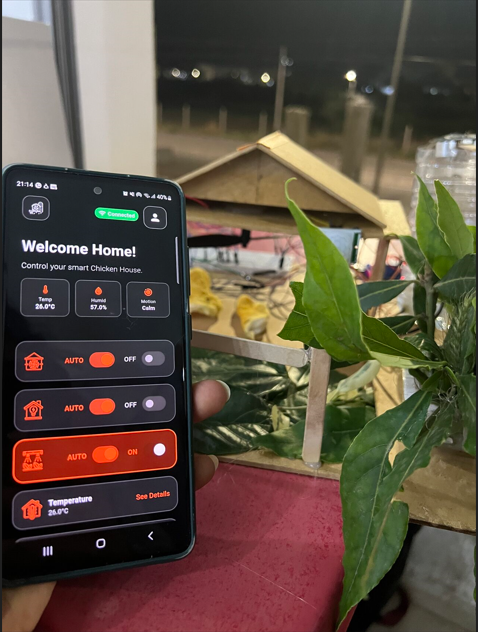 21:14
40%
Connected
Welcome Home!
Control your smart Chicken House.
Temp
26.0°C
Humid
57.0%
Motion
Calm
AUTO OFF
AUTO OFF
AUTO ON
Temperature
26.0°C
See Details